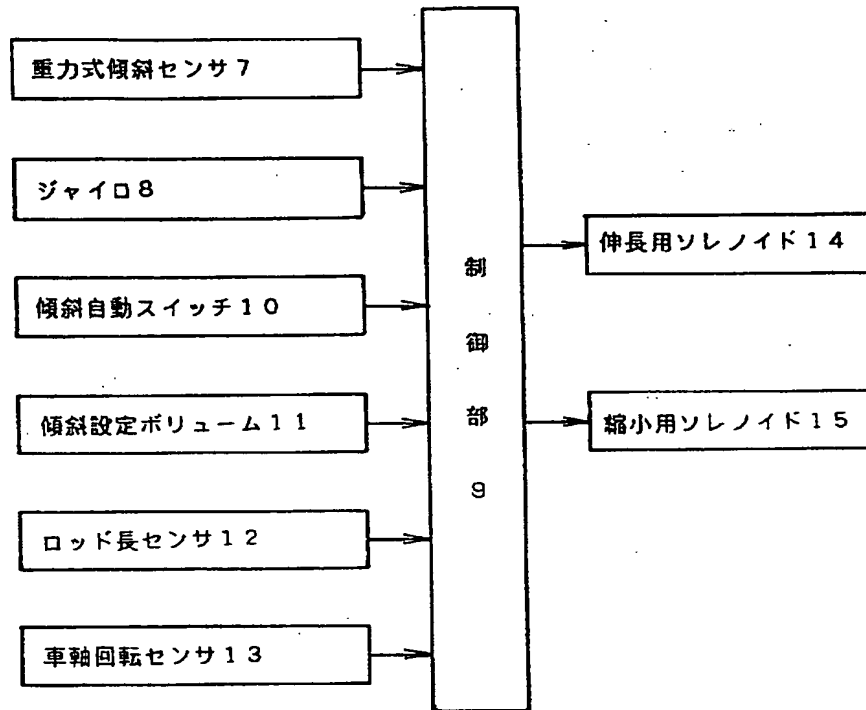 重力式傾斜センサ7
ジャイロ8
傾斜自動スイッチ10
傾斜設定ボリューム11
ロッド長センサ12
車軸回転センサ13
制御部9
伸長用ソレノイド14
縮小用ソレノイド15